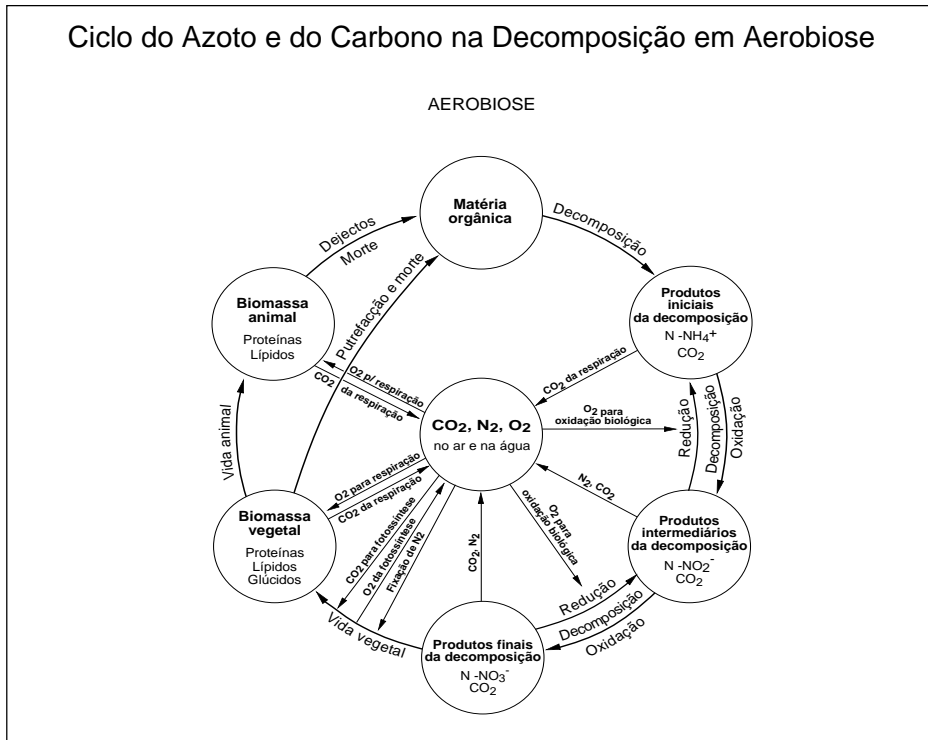 Ciclo do Azoto e do Carbono na Decomposição em Aerobiose
AEROBIOSE
Matéria
orgânica
Decomposição
Dejectos
Morte
Putrefacção e morte
Biomassa
animal
Proteínas
Lípidos
Produtos
iniciais
da decomposição
N -NH4+
CO2
O2 p/ respiração
CO2 da respiração
CO2 da respiração
CO2, N2, O2
no ar e na água
O2 para
oxidação biológica
Redução
Decomposição
Oxidação
Vida animal
O2 para respiração
CO2 da respiração
N2, CO2
Biomassa
vegetal
Proteínas
Lípidos
Glúcidos
CO2 para fotossíntese
O2 da fotossíntese
Fixação de N2
CO2, N2
O2 para
oxidação biológica
Produtos
intermediários
da decomposição
N -NO2-
CO2
Redução
Decomposição
Oxidação
Vida vegetal
Produtos finais
da decomposição
N -NO3-
CO2